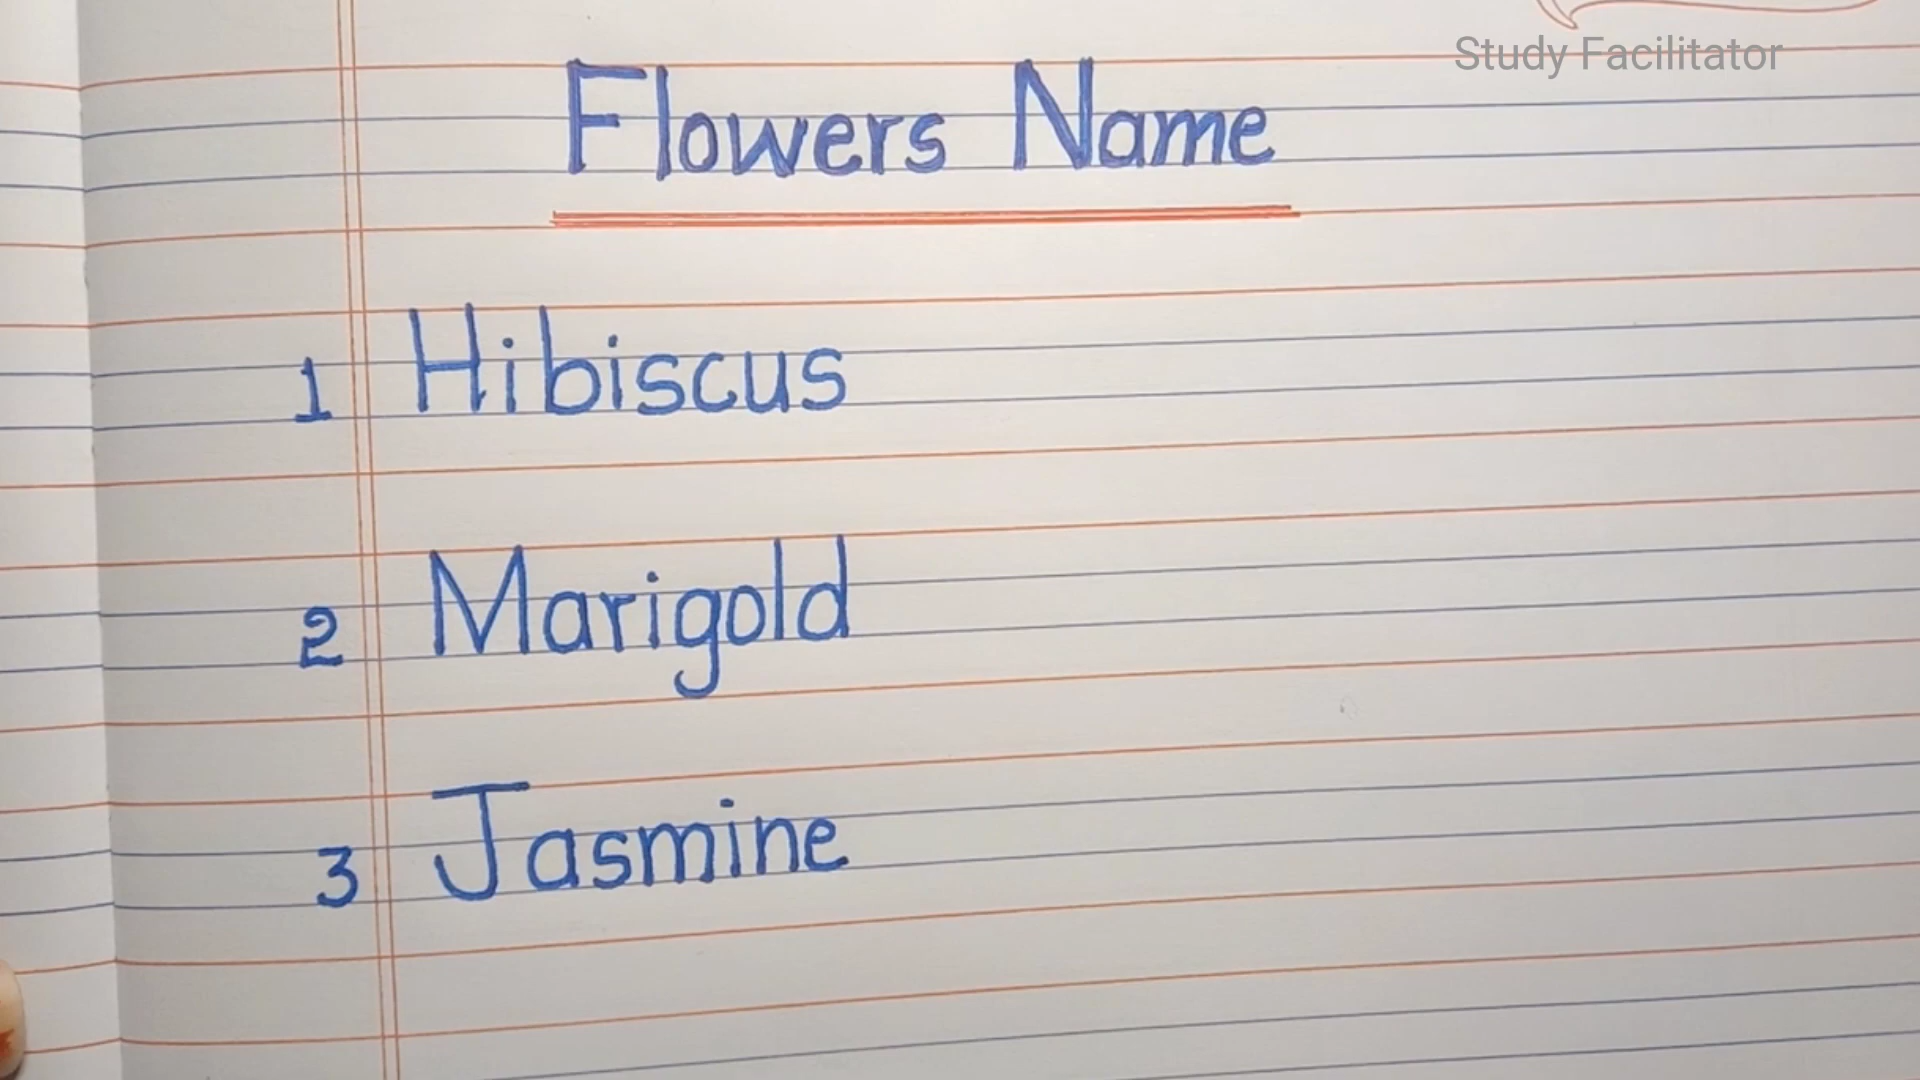 Study Facilitator
Flowers Name
1 Hibiscus
2 Marigold
3 Jasmine